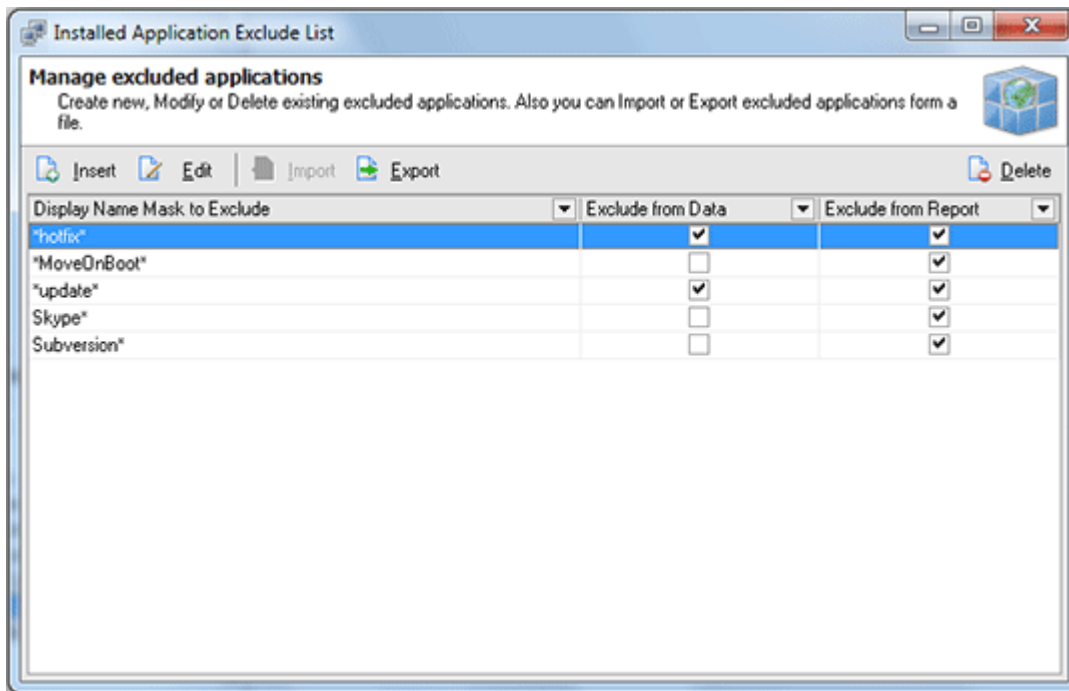 Installed Application Exclude List
Manage excluded applications
Create new, Modify or Delete existing excluded applications. Also you can Import or Export excluded applications form a
file.
Insert Edit Import Export Delete
Display Name Mask to Exclude Exclude from Data Exclude from Report
*hotfix*
*MoveOnBoot*
*update*
Skype*
Subversion*